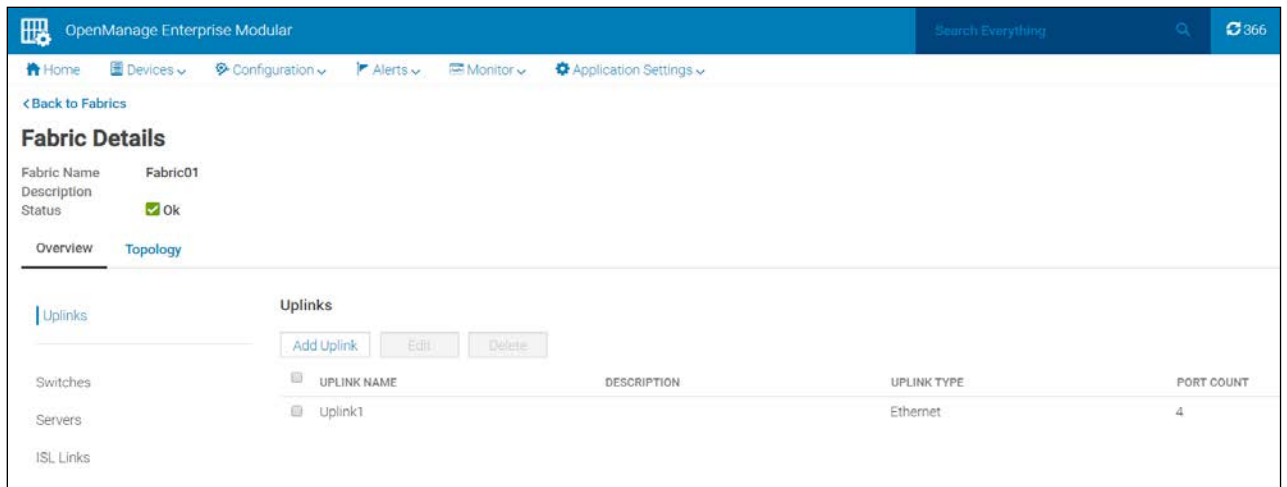 OpenManage Enterprise Modular
Search Everything
366
Home Devices Configuration Alerts Monitor Application Settings
Back to Fabrics
Fabric Details
Fabric Name Fabric01
Description
Status Ok
Overview Topology
Uplinks
Uplinks
Add Uplink Edit Delete
UPLINK NAME DESCRIPTION UPLINK TYPE PORT COUNT
Uplink1 Ethernet 4
Switches
Servers
ISL Links